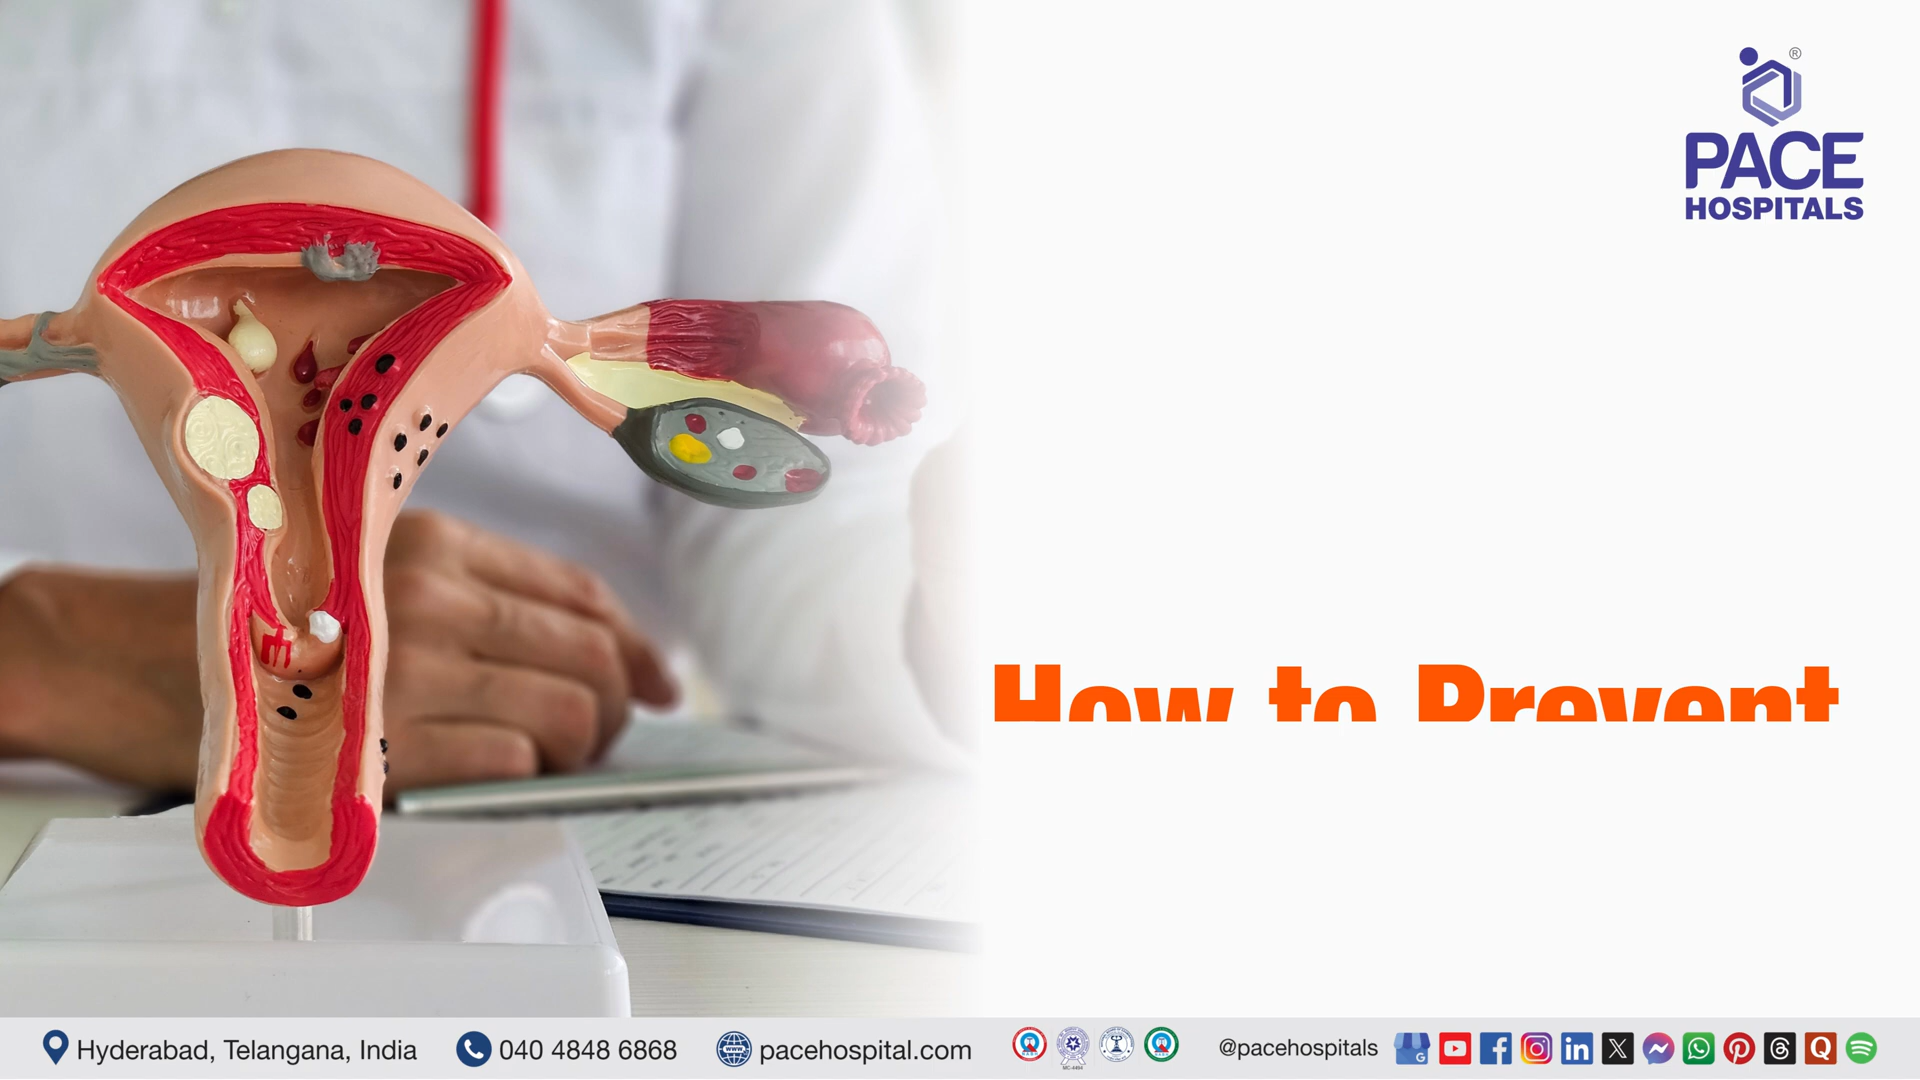 PACE
HOSPITALS
How to Prevent
Hyderabad, Telangana, India
040 4848 6868
pacehospital.com
@pacehospitals